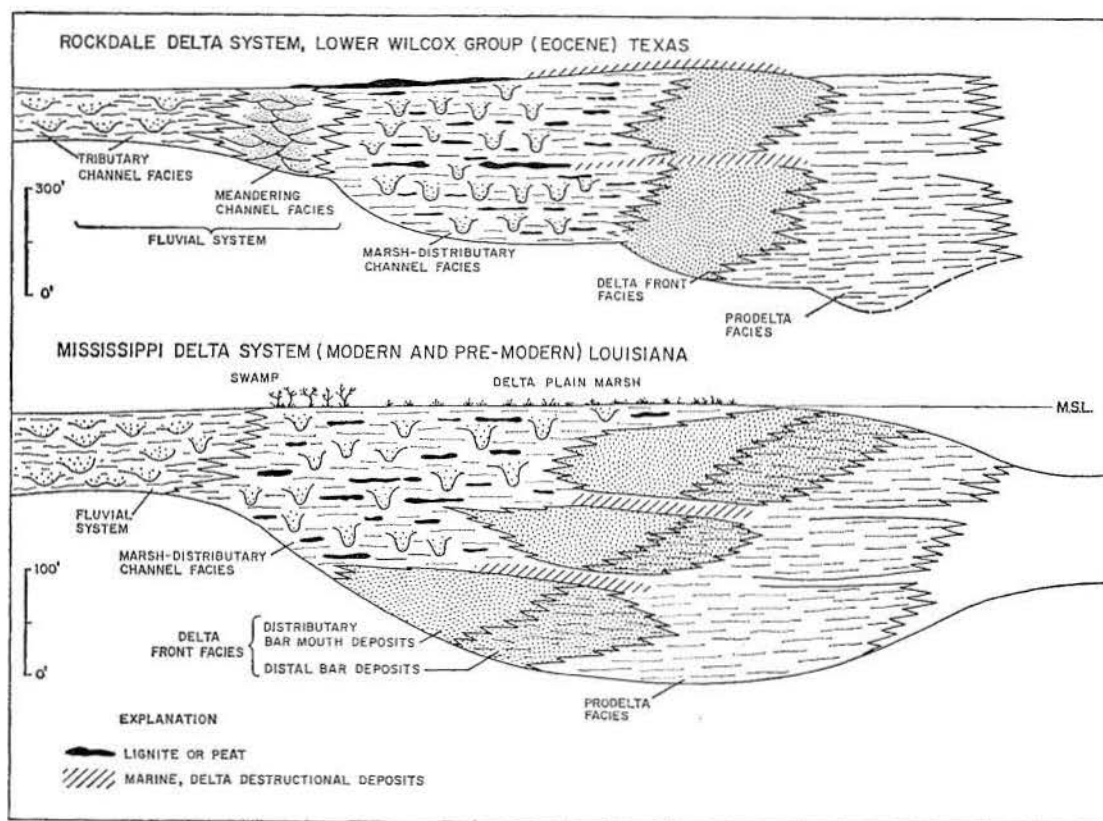 ROCKDALE DELTA SYSTEM, LOWER WILCOX GROUP (EOCENE) TEXAS
TRIBUTARY
CHANNEL FACIES
300'
MEANDERING
CHANNEL FACIES
FLUVIAL SYSTEM
MARSH-DISTRIBUTARY
CHANNEL FACIES
0'
DELTA FRONT
FACIES
PRODELTA
FACIES
MISSISSIPPI DELTA SYSTEM (MODERN AND PRE-MODERN) LOUISIANA
SWAMP
DELTA PLAIN MARSH
M.S.L.
FLUVIAL
SYSTEM
MARSH-DISTRIBUTARY
CHANNEL FACIES
100'
DELTA
FRONT FACIES
DISTRIBUTARY
BAR MOUTH DEPOSITS
DISTAL BAR DEPOSITS
0'
PRODELTA
FACIES
EXPLANATION
LIGNITE OR PEAT
MARINE, DELTA DESTRUCTIONAL DEPOSITS